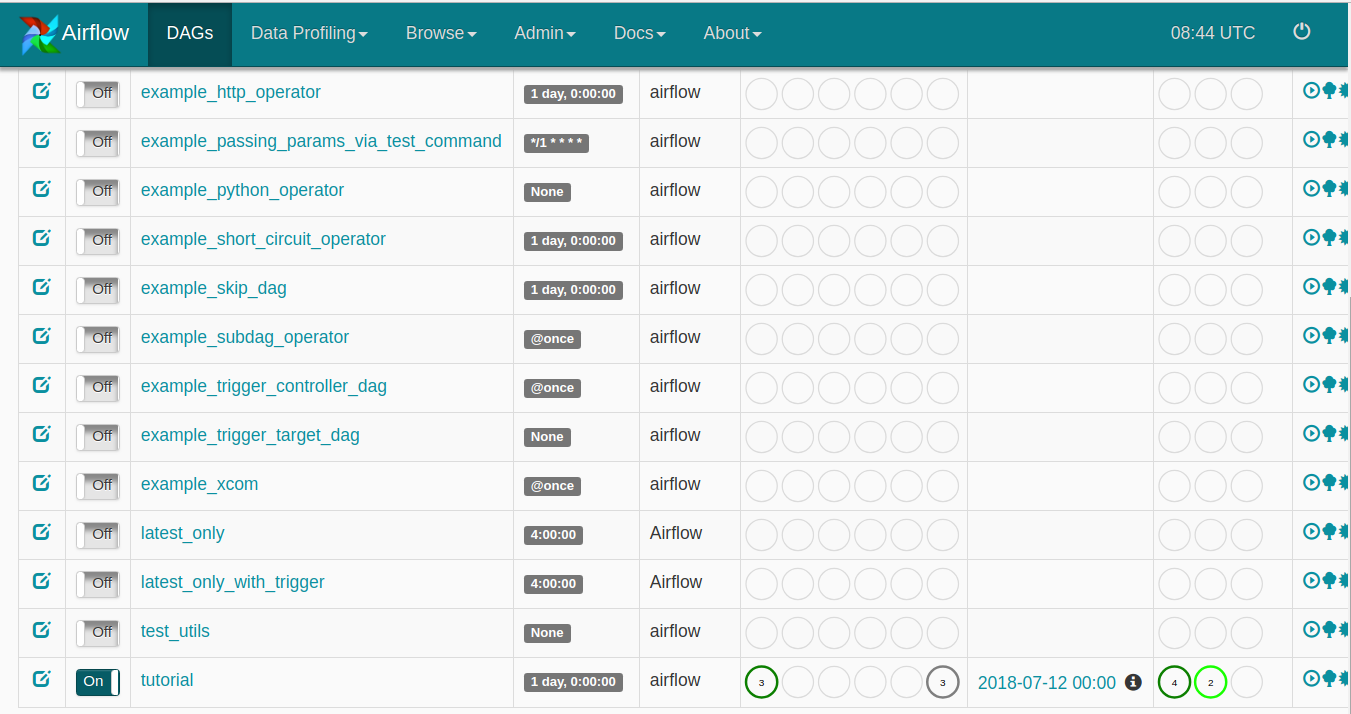 Airflow DAGs Data Profiling Browse Admin Docs About 08:44 UTC
Off example_http_operator 1 day, 0:00:00 airflow
Off example_passing_params_via_test_command */1 * * * * airflow
Off example_python_operator None airflow
Off example_short_circuit_operator 1 day, 0:00:00 airflow
Off example_skip_dag 1 day, 0:00:00 airflow
Off example_subdag_operator @once airflow
Off example_trigger_controller_dag @once airflow
Off example_trigger_target_dag None airflow
Off example_xcom @once airflow
Off latest_only 4:00:00 Airflow
Off latest_only_with_trigger 4:00:00 Airflow
Off test_utils None airflow
On tutorial 1 day, 0:00:00 airflow 3 3 2018-07-12 00:00 4 2